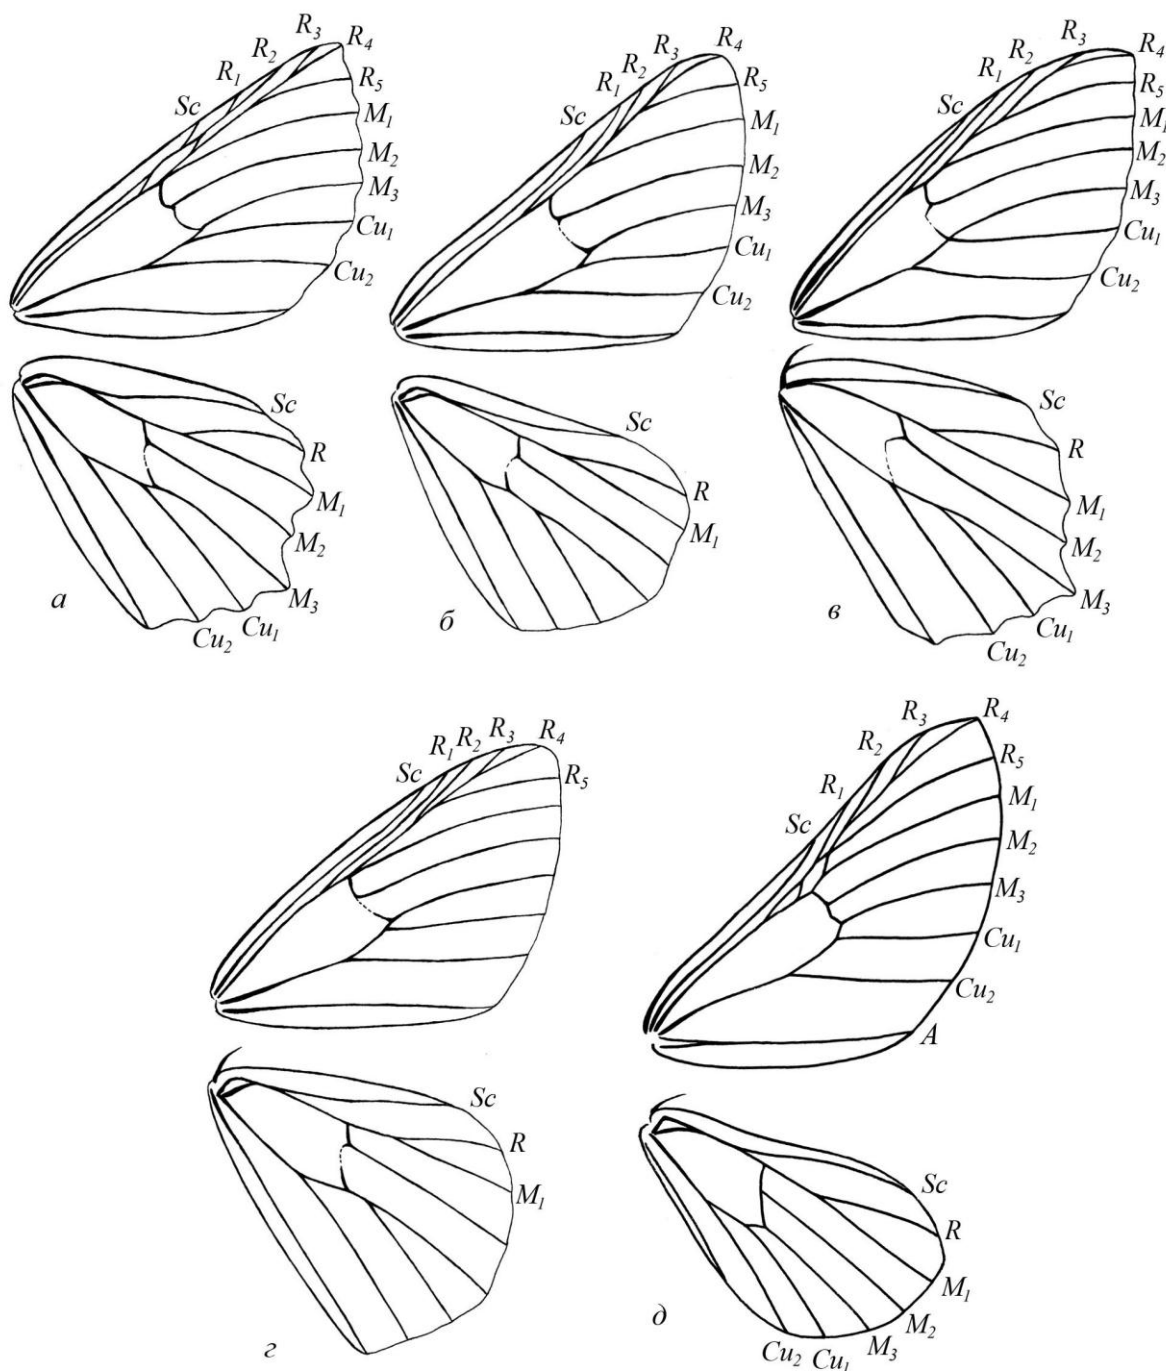 Sc R₁ R₂ R₃ R₄
R₅
M₁
M₂
M₃
Cu₁
Cu₂
Sc
R
M₁
M₂
M₃
Cu₁
Cu₂
а
Sc R₁ R₂ R₃ R₄
R₅
M₁
M₂
M₃
Cu₁
Cu₂
Sc
R
M₁
б
Sc R₁ R₂ R₃ R₄
R₅
M₁
M₂
M₃
Cu₁
Cu₂
Sc
R
M₁
M₂
M₃
Cu₁
Cu₂
в
Sc R₁ R₂ R₃ R₄
R₅
Sc
R
M₁
г
Sc R₁ R₂ R₃ R₄
R₅
M₁
M₂
M₃
Cu₁
Cu₂
A
Sc
R
M₁
M₂
M₃
Cu₁
Cu₂
д